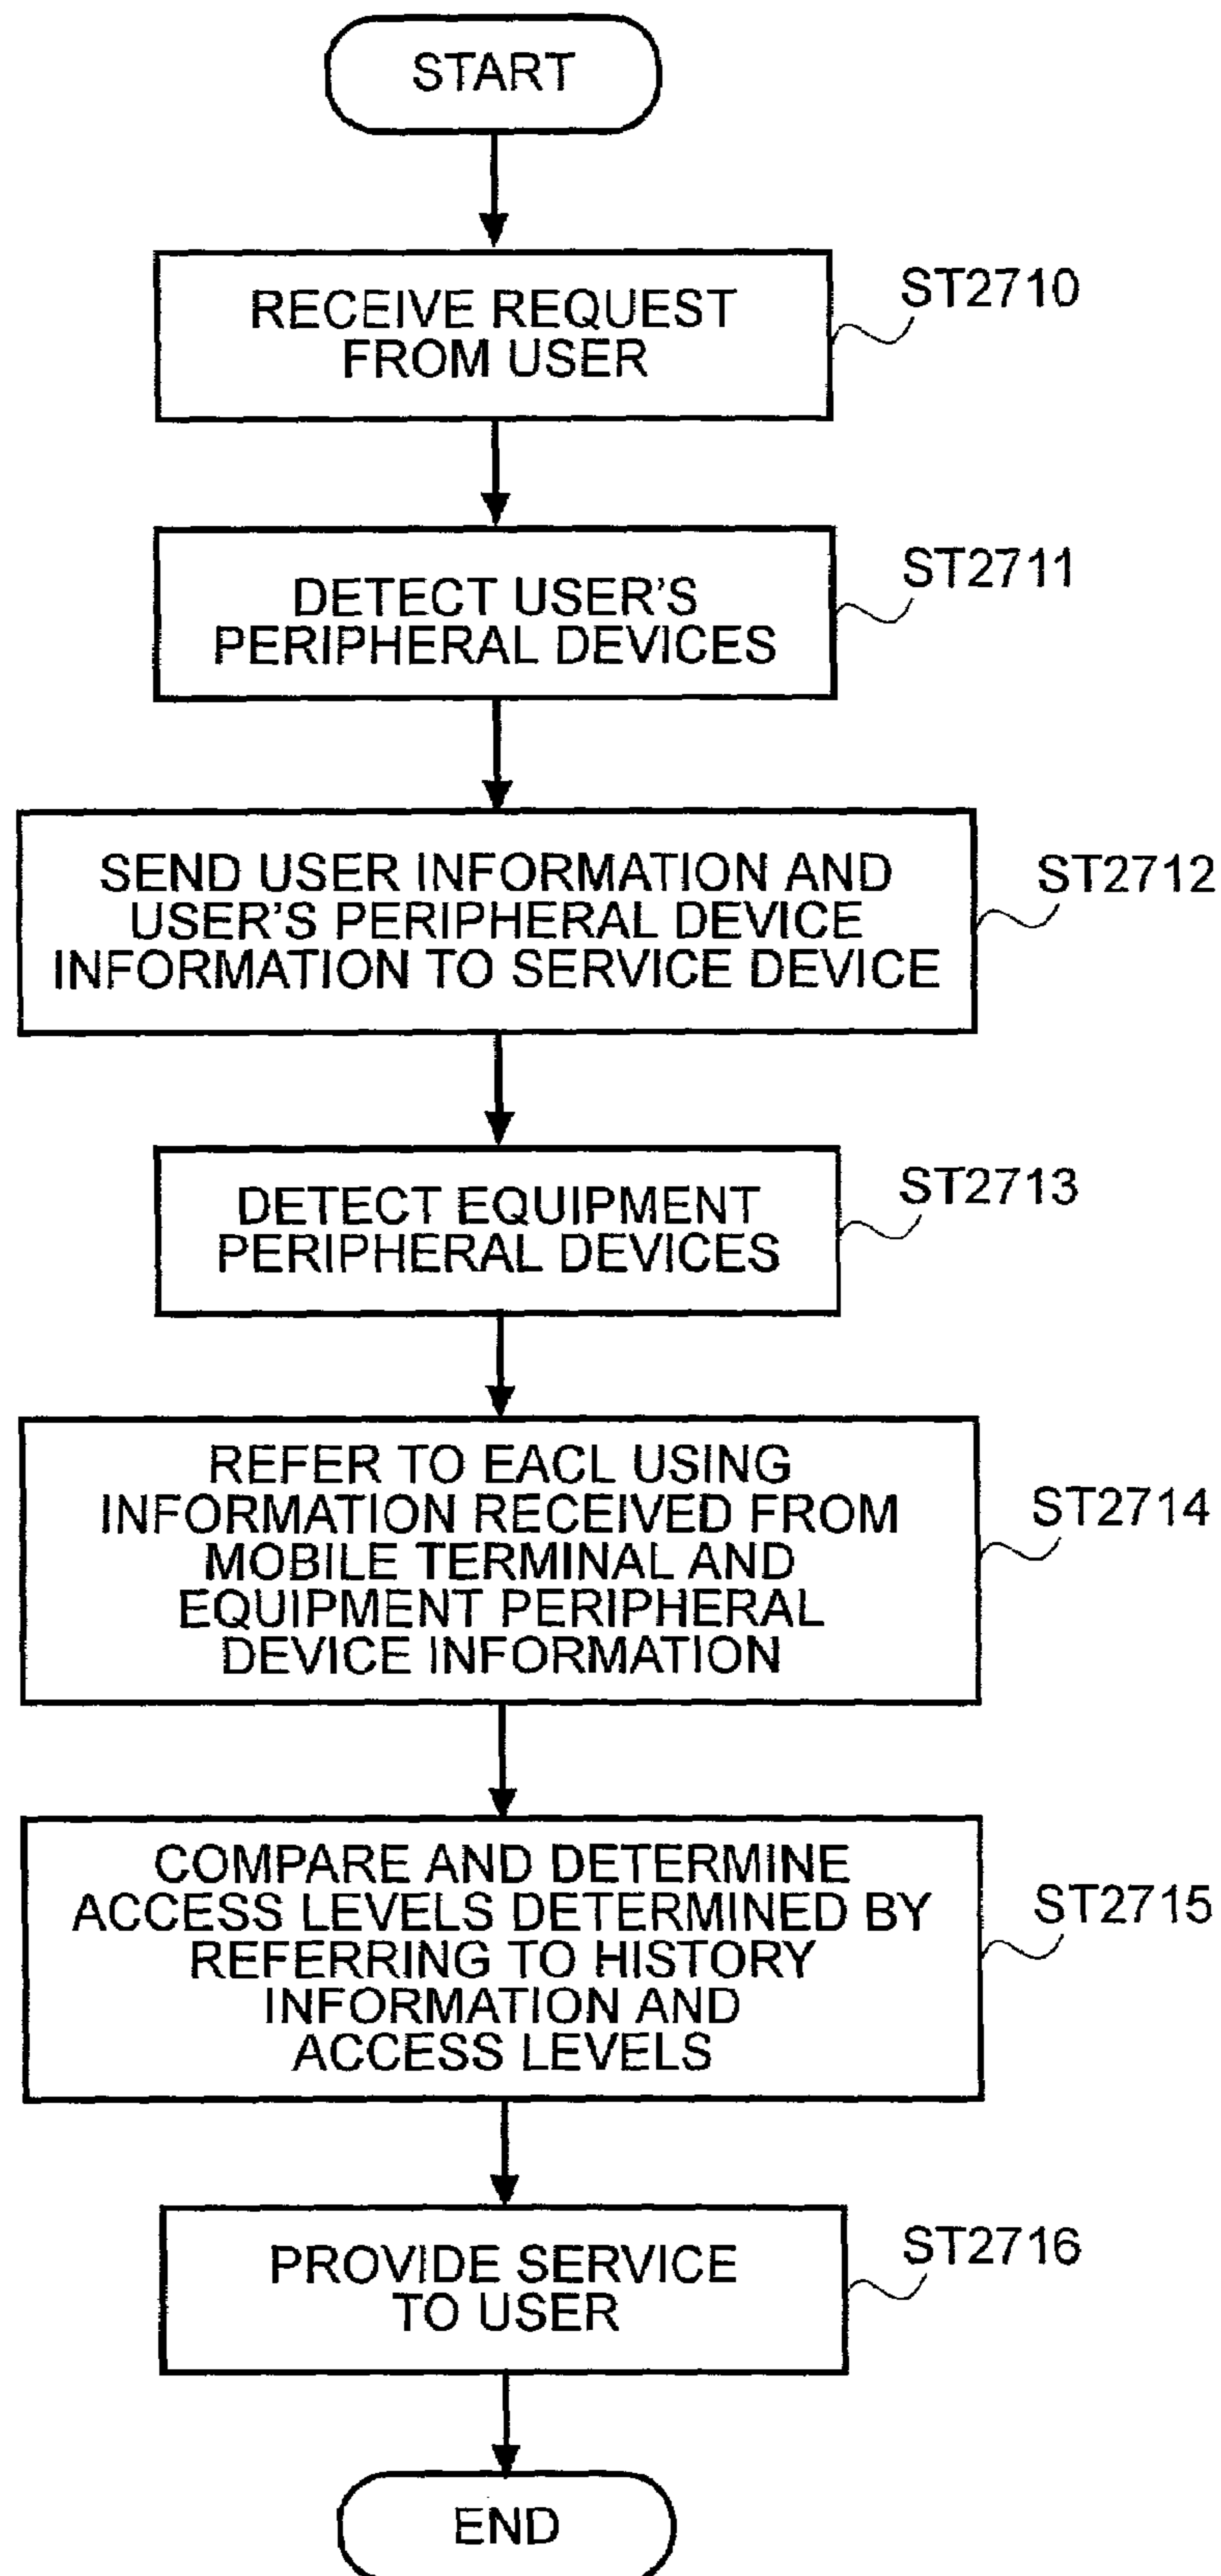 START
RECEIVE REQUEST
FROM USER
ST2710
DETECT USER'S
PERIPHERAL DEVICES
ST2711
SEND USER INFORMATION AND
USER'S PERIPHERAL DEVICE
INFORMATION TO SERVICE DEVICE
ST2712
DETECT EQUIPMENT
PERIPHERAL DEVICES
ST2713
REFER TO EACL USING
INFORMATION RECEIVED FROM
MOBILE TERMINAL AND
EQUIPMENT PERIPHERAL
DEVICE INFORMATION
ST2714
COMPARE AND DETERMINE
ACCESS LEVELS DETERMINED BY
REFERRING TO HISTORY
INFORMATION AND
ACCESS LEVELS
ST2715
PROVIDE SERVICE
TO USER
ST2716
END